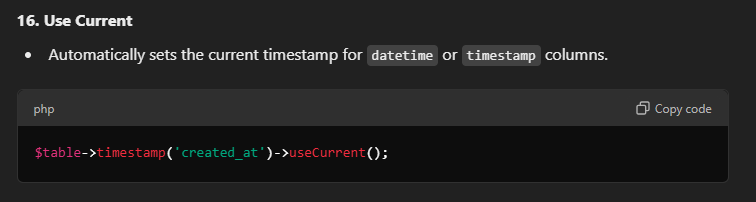 16. Use Current
• Automatically sets the current timestamp for datetime or timestamp columns.
php Copy code
$table->timestamp('created_at')->useCurrent();